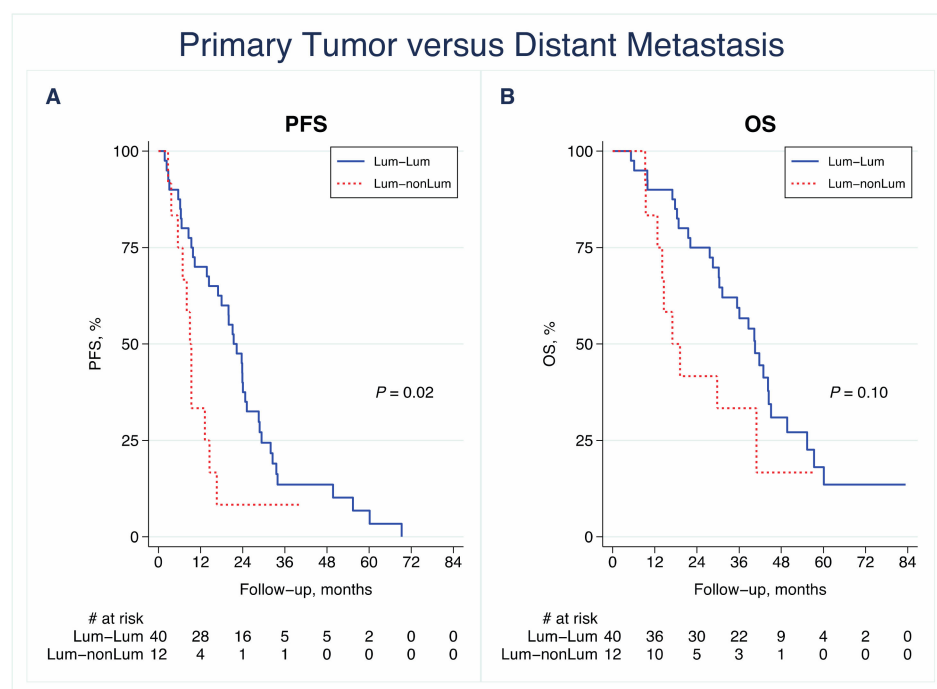 Primary Tumor versus Distant Metastasis
A
PFS
Lum-Lum
Lum-nonLum
100
75
50
25
0
PFS, %
P = 0.02
0 12 24 36 48 60 72 84
Follow-up, months
# at risk
Lum-Lum 40 28 16 5 5 2 0 0
Lum-nonLum 12 4 1 1 0 0 0 0
B
OS
Lum-Lum
Lum-nonLum
100
75
50
25
0
OS, %
P = 0.10
0 12 24 36 48 60 72 84
Follow-up, months
# at risk
Lum-Lum 40 36 30 22 9 4 2 0
Lum-nonLum 12 10 5 3 1 0 0 0